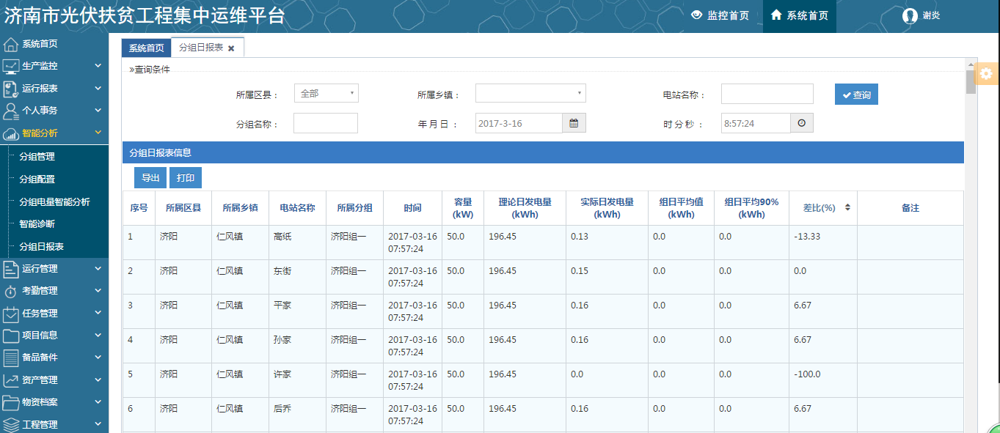 济南市光伏扶贫工程集中运维平台
监控首页
系统首页
谢炎
系统首页
生产监控
运行报表
个人事务
智能分析
分组管理
分组配置
分组电量智能分析
智能诊断
分组日报表
运行管理
考勤管理
任务管理
项目信息
备品备件
资产管理
物资档案
工程管理
系统首页 分组日报表
»查询条件
所属区县： 全部 所属乡镇： 电站名称： 查询
分组名称： 年 月 日 ： 2017-3-16 时 分 秒 ： 8:57:24
分组日报表信息
导出 打印
序号 所属区县 所属乡镇 电站名称 所属分组 时间 容量(kW) 理论日发电量(kWh) 实际日发电量(kWh) 组日平均值(kWh) 组日平均90%(kWh) 差比(%) 备注
1 济阳 仁风镇 高纸 济阳组一 2017-03-16 07:57:24 50.0 196.45 0.13 0.0 0.0 -13.33
2 济阳 仁风镇 东街 济阳组一 2017-03-16 07:57:24 50.0 196.45 0.15 0.0 0.0 0.0
3 济阳 仁风镇 平家 济阳组一 2017-03-16 07:57:24 50.0 196.45 0.16 0.0 0.0 6.67
4 济阳 仁风镇 孙家 济阳组一 2017-03-16 07:57:24 50.0 196.45 0.16 0.0 0.0 6.67
5 济阳 仁风镇 许家 济阳组一 2017-03-16 07:57:24 50.0 196.45 0.0 0.0 0.0 -100.0
6 济阳 仁风镇 后乔 济阳组一 2017-03-16 07:57:24 50.0 196.45 0.16 0.0 0.0 6.67